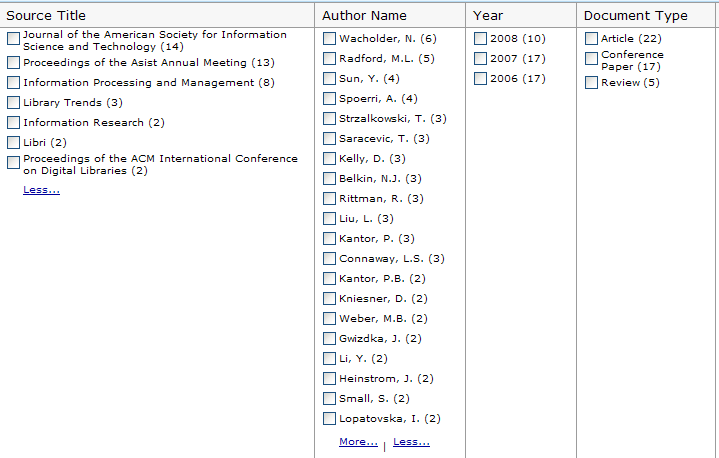 Source Title
Journal of the American Society for Information
Science and Technology (14)
Proceedings of the Asist Annual Meeting (13)
Information Processing and Management (8)
Library Trends (3)
Information Research (2)
Libri (2)
Proceedings of the ACM International Conference
on Digital Libraries (2)
Less...
Author Name
Wacholder, N. (6)
Radford, M.L. (5)
Sun, Y. (4)
Spoerri, A. (4)
Strzalkowski, T. (3)
Saracevic, T. (3)
Kelly, D. (3)
Belkin, N.J. (3)
Rittman, R. (3)
Liu, L. (3)
Kantor, P. (3)
Connaway, L.S. (3)
Kantor, P.B. (2)
Kniesner, D. (2)
Weber, M.B. (2)
Gwizdka, J. (2)
Li, Y. (2)
Heinstrom, J. (2)
Small, S. (2)
Lopatovska, I. (2)
More... | Less...
Year
2008 (10)
2007 (17)
2006 (17)
Document Type
Article (22)
Conference
Paper (17)
Review (5)